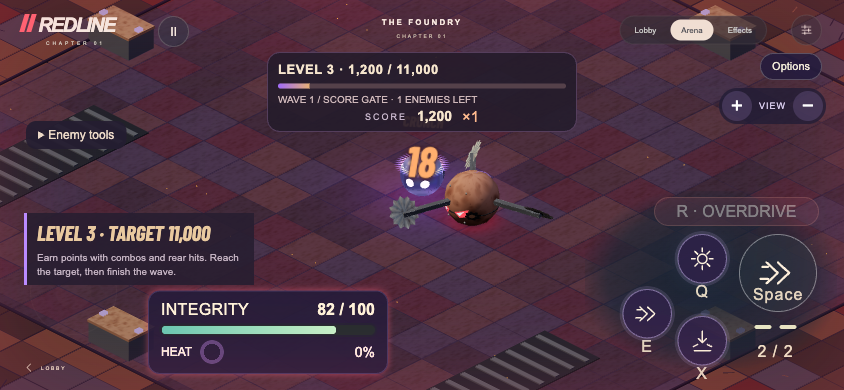 REDLINE
CHAPTER 01
THE FOUNDRY
CHAPTER 01
Lobby
Arena
Effects
Options
LEVEL 3 · 1,200 / 11,000
WAVE 1 / SCORE GATE · 1 ENEMIES LEFT
SCORE 1,200 ×1
+ VIEW −
▶ Enemy tools
18
R · OVERDRIVE
LEVEL 3 · TARGET 11,000
Earn points with combos and rear hits. Reach
the target, then finish the wave.
Q
Space
E
X
2 / 2
INTEGRITY 82 / 100
HEAT 0%
LOBBY